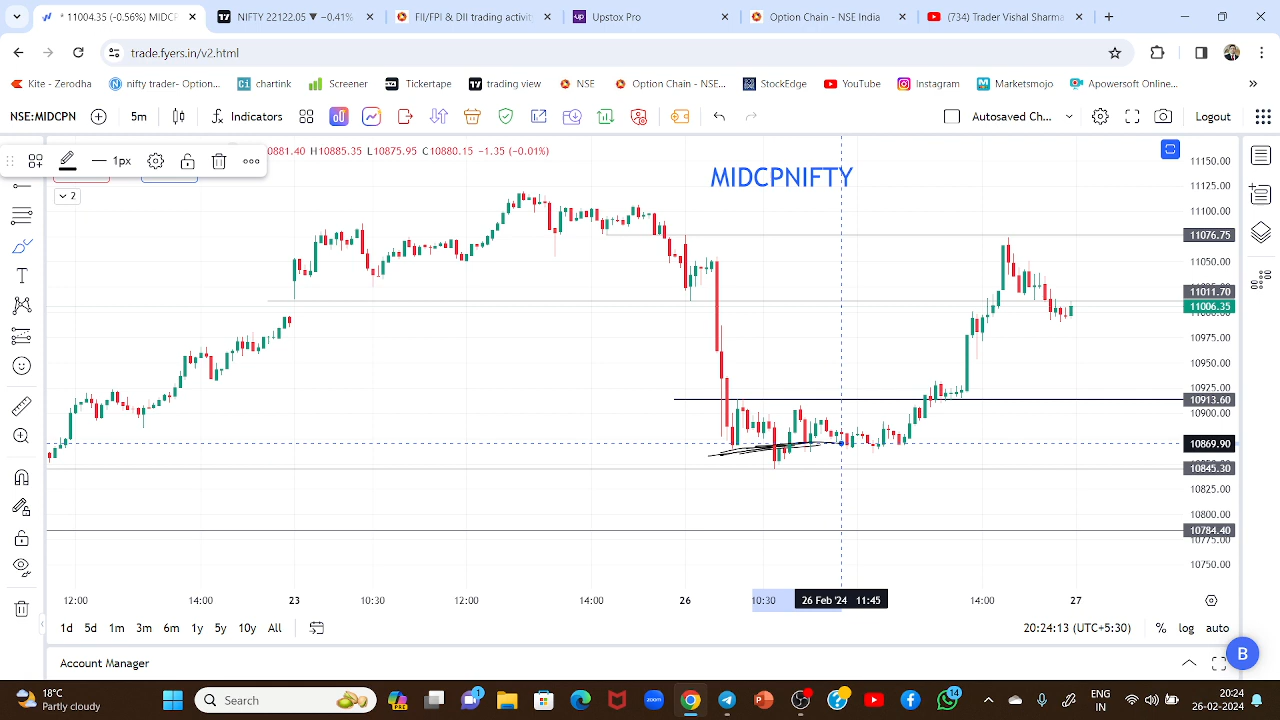 11004.35 (-0.56%) MIDCF
NIFTY 22122.05 ▼ −0.41%
FII/FPI & DII trading activit
Upstox Pro
Option Chain - NSE India
(734) Trader Vishal Sharma
trade.fyers.in/v2.html
Kite - Zerodha
nifty trader- Option...
chartink
Screener
Tickertape
trading view
NSE
Option Chain - NSE...
StockEdge
YouTube
Instagram
Marketsmojo
Apowersoft Online...
NSE:MIDCPN
5m
Indicators
Autosaved Ch...
Logout
1px
10881.40 H10885.35 L10875.95 C10880.15 −1.35 (−0.01%)
2
MIDCPNIFTY
11150.00
11125.00
11100.00
11076.75
11050.00
11011.70
11006.35
10975.00
10950.00
10925.00
10913.60
10900.00
10869.90
10845.30
10825.00
10800.00
10784.40
10775.00
10750.00
12:00
14:00
23
10:30
12:00
14:00
26
10:30
26 Feb '24 11:45
14:00
27
1d 5d 1m 3m 6m 1y 5y 10y All
20:24:13 (UTC+5:30)
% log auto
Account Manager
B
18°C
Partly cloudy
Search
PRE
1
zoom
14
ENG
IN
20:24
26-02-2024